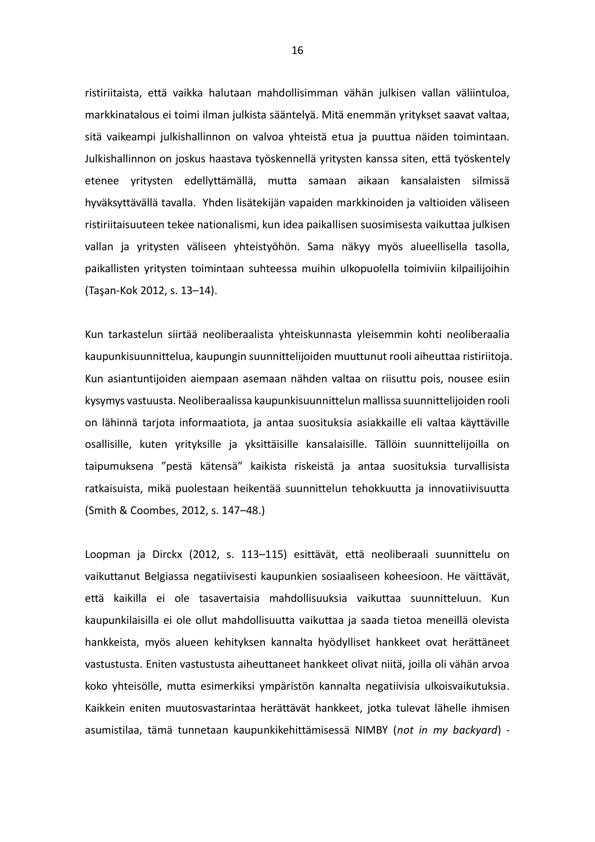 16
ristiriitaista, että vaikka halutaan mahdollisimman vähän julkisen vallan väliintuloa,
markkinatalous ei toimi ilman julkista sääntelyä. Mitä enemmän yritykset saavat valtaa,
sitä vaikeampi julkishallinnon on valvoa yhteistä etua ja puuttua näiden toimintaan.
Julkishallinnon on joskus haastava työskennellä yritysten kanssa siten, että työskentely
etenee yritysten edellyttämällä, mutta samaan aikaan kansalaisten silmissä
hyväksyttävällä tavalla. Yhden lisätekijän vapaiden markkinoiden ja valtioiden väliseen
ristiriitaisuuteen tekee nationalismi, kun idea paikallisen suosimisesta vaikuttaa julkisen
vallan ja yritysten väliseen yhteistyöhön. Sama näkyy myös alueellisella tasolla,
paikallisten yritysten toimintaan suhteessa muihin ulkopuolella toimiviin kilpailijoihin
(Taşan-Kok 2012, s. 13–14).
Kun tarkastelun siirtää neoliberaalista yhteiskunnasta yleisemmin kohti neoliberaalia
kaupunkisuunnittelua, kaupungin suunnittelijoiden muuttunut rooli aiheuttaa ristiriitoja.
Kun asiantuntijoiden aiempaan asemaan nähden valtaa on riisuttu pois, nousee esiin
kysymys vastuusta. Neoliberaalissa kaupunkisuunnittelun mallissa suunnittelijoiden rooli
on lähinnä tarjota informaatiota, ja antaa suosituksia asiakkaille eli valtaa käyttäville
osallisille, kuten yrityksille ja yksittäisille kansalaisille. Tällöin suunnittelijoilla on
taipumuksena ”pestä kätensä” kaikista riskeistä ja antaa suosituksia turvallisista
ratkaisuista, mikä puolestaan heikentää suunnittelun tehokkuutta ja innovatiivisuutta
(Smith & Coombes, 2012, s. 147–48.)
Loopman ja Dirckx (2012, s. 113–115) esittävät, että neoliberaali suunnittelu on
vaikuttanut Belgiassa negatiivisesti kaupunkien sosiaaliseen koheesioon. He väittävät,
että kaikilla ei ole tasavertaisia mahdollisuuksia vaikuttaa suunnitteluun. Kun
kaupunkilaisilla ei ole ollut mahdollisuutta vaikuttaa ja saada tietoa meneillä olevista
hankkeista, myös alueen kehityksen kannalta hyödylliset hankkeet ovat herättäneet
vastustusta. Eniten vastustusta aiheuttaneet hankkeet olivat niitä, joilla oli vähän arvoa
koko yhteisölle, mutta esimerkiksi ympäristön kannalta negatiivisia ulkoisvaikutuksia.
Kaikkein eniten muutosvastarintaa herättävät hankkeet, jotka tulevat lähelle ihmisen
asumistilaa, tämä tunnetaan kaupunkikehittämisessä NIMBY (not in my backyard) -